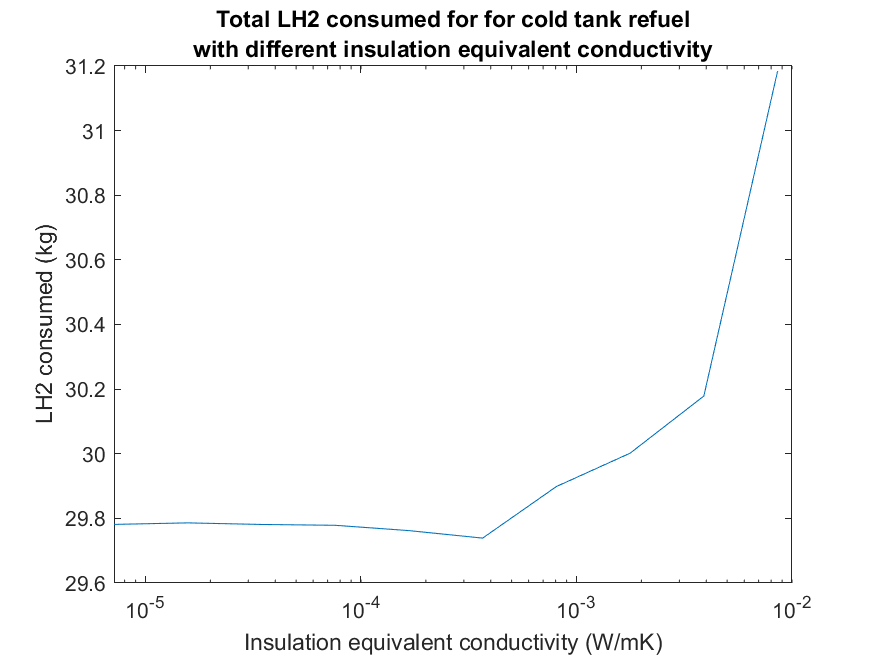 Total LH2 consumed for for cold tank refuel
with different insulation equivalent conductivity
31.2
31
30.8
30.6
30.4
30.2
30
29.8
29.6
LH2 consumed (kg)
10-5 10-4 10-3 10-2
Insulation equivalent conductivity (W/mK)